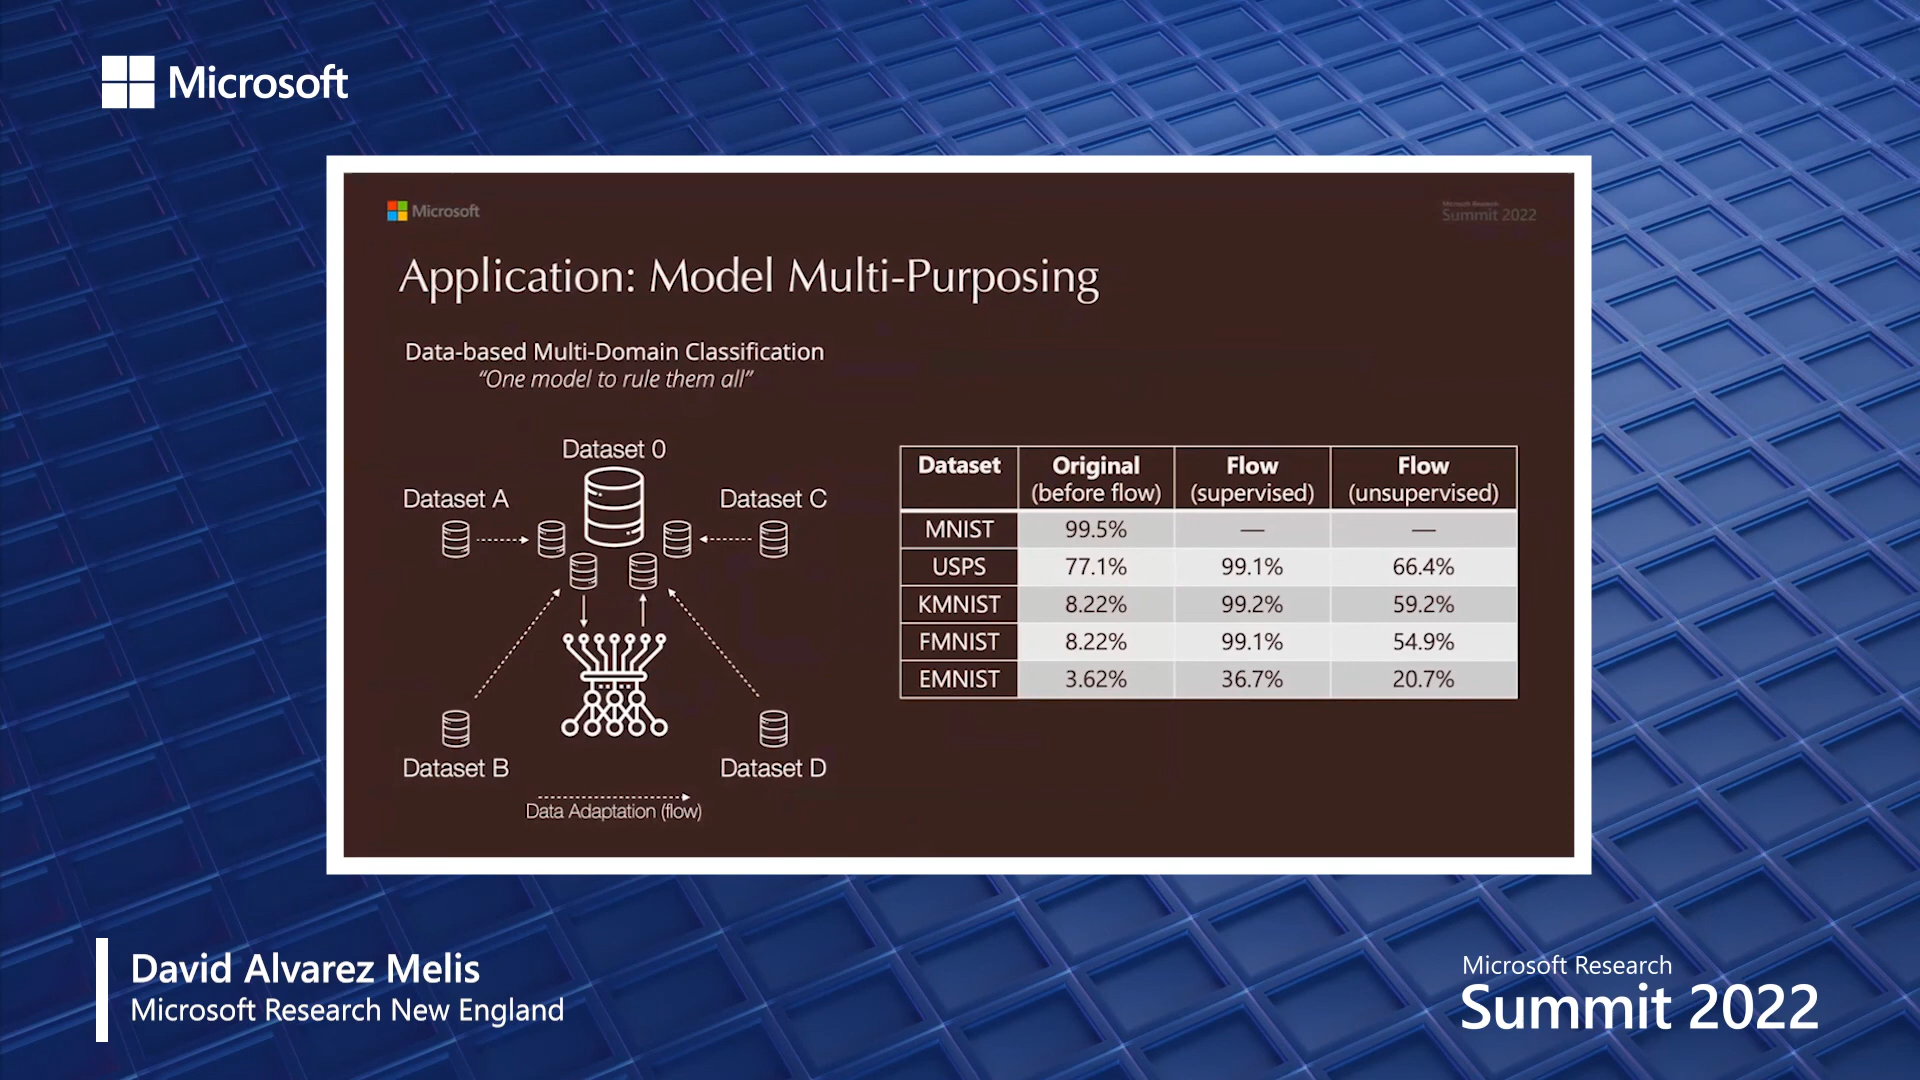 Microsoft
Microsoft
Microsoft Research
Summit 2022
Application: Model Multi-Purposing
Data-based Multi-Domain Classification
“One model to rule them all”
Dataset 0
Dataset A
Dataset C
Dataset B
Dataset D
Data Adaptation (flow)
Dataset Original (before flow) Flow (supervised) Flow (unsupervised)
MNIST 99.5% — —
USPS 77.1% 99.1% 66.4%
KMNIST 8.22% 99.2% 59.2%
FMNIST 8.22% 99.1% 54.9%
EMNIST 3.62% 36.7% 20.7%
David Alvarez Melis
Microsoft Research New England
Microsoft Research
Summit 2022